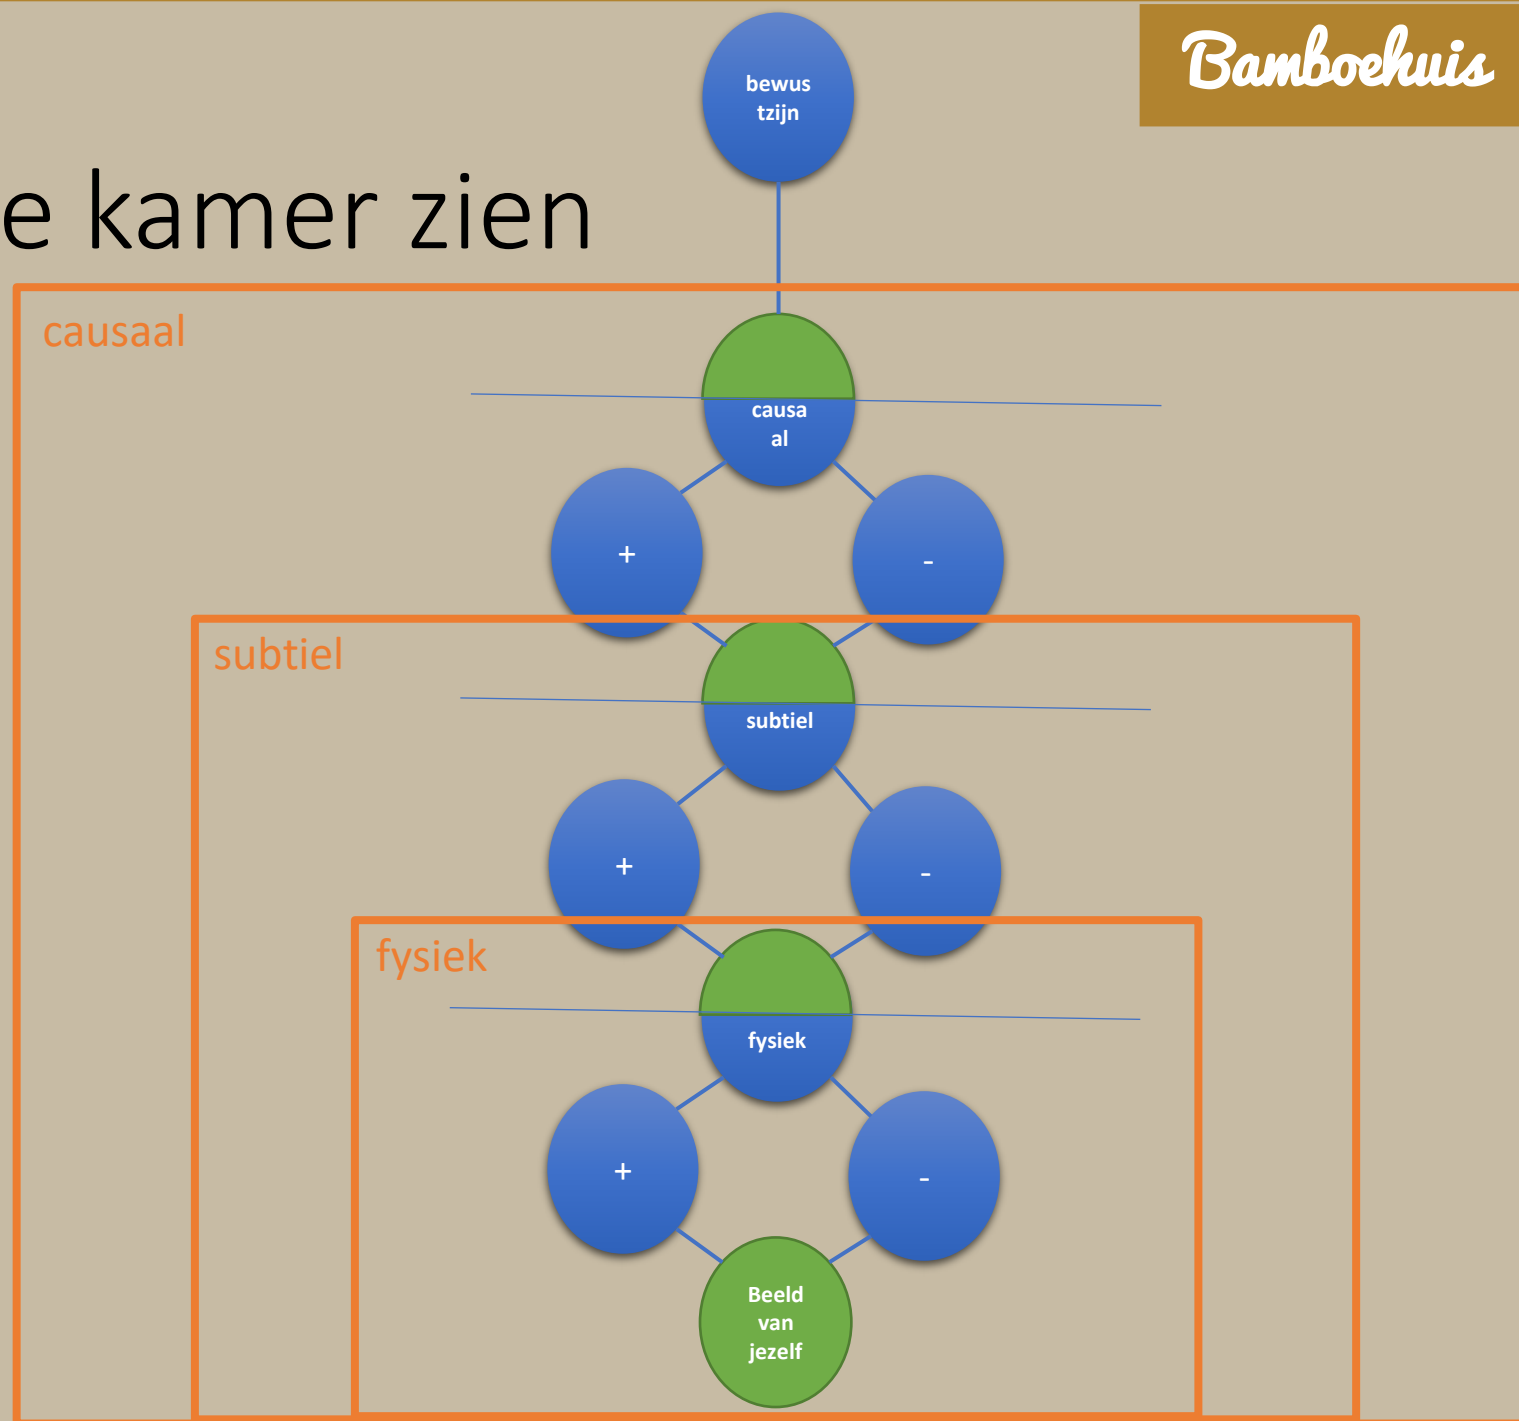 Bamboehuis
bewus
tzijn
e kamer zien
causaal
causa
al
+
-
subtiel
subtiel
+
-
fysiek
fysiek
+
-
Beeld
van
jezelf